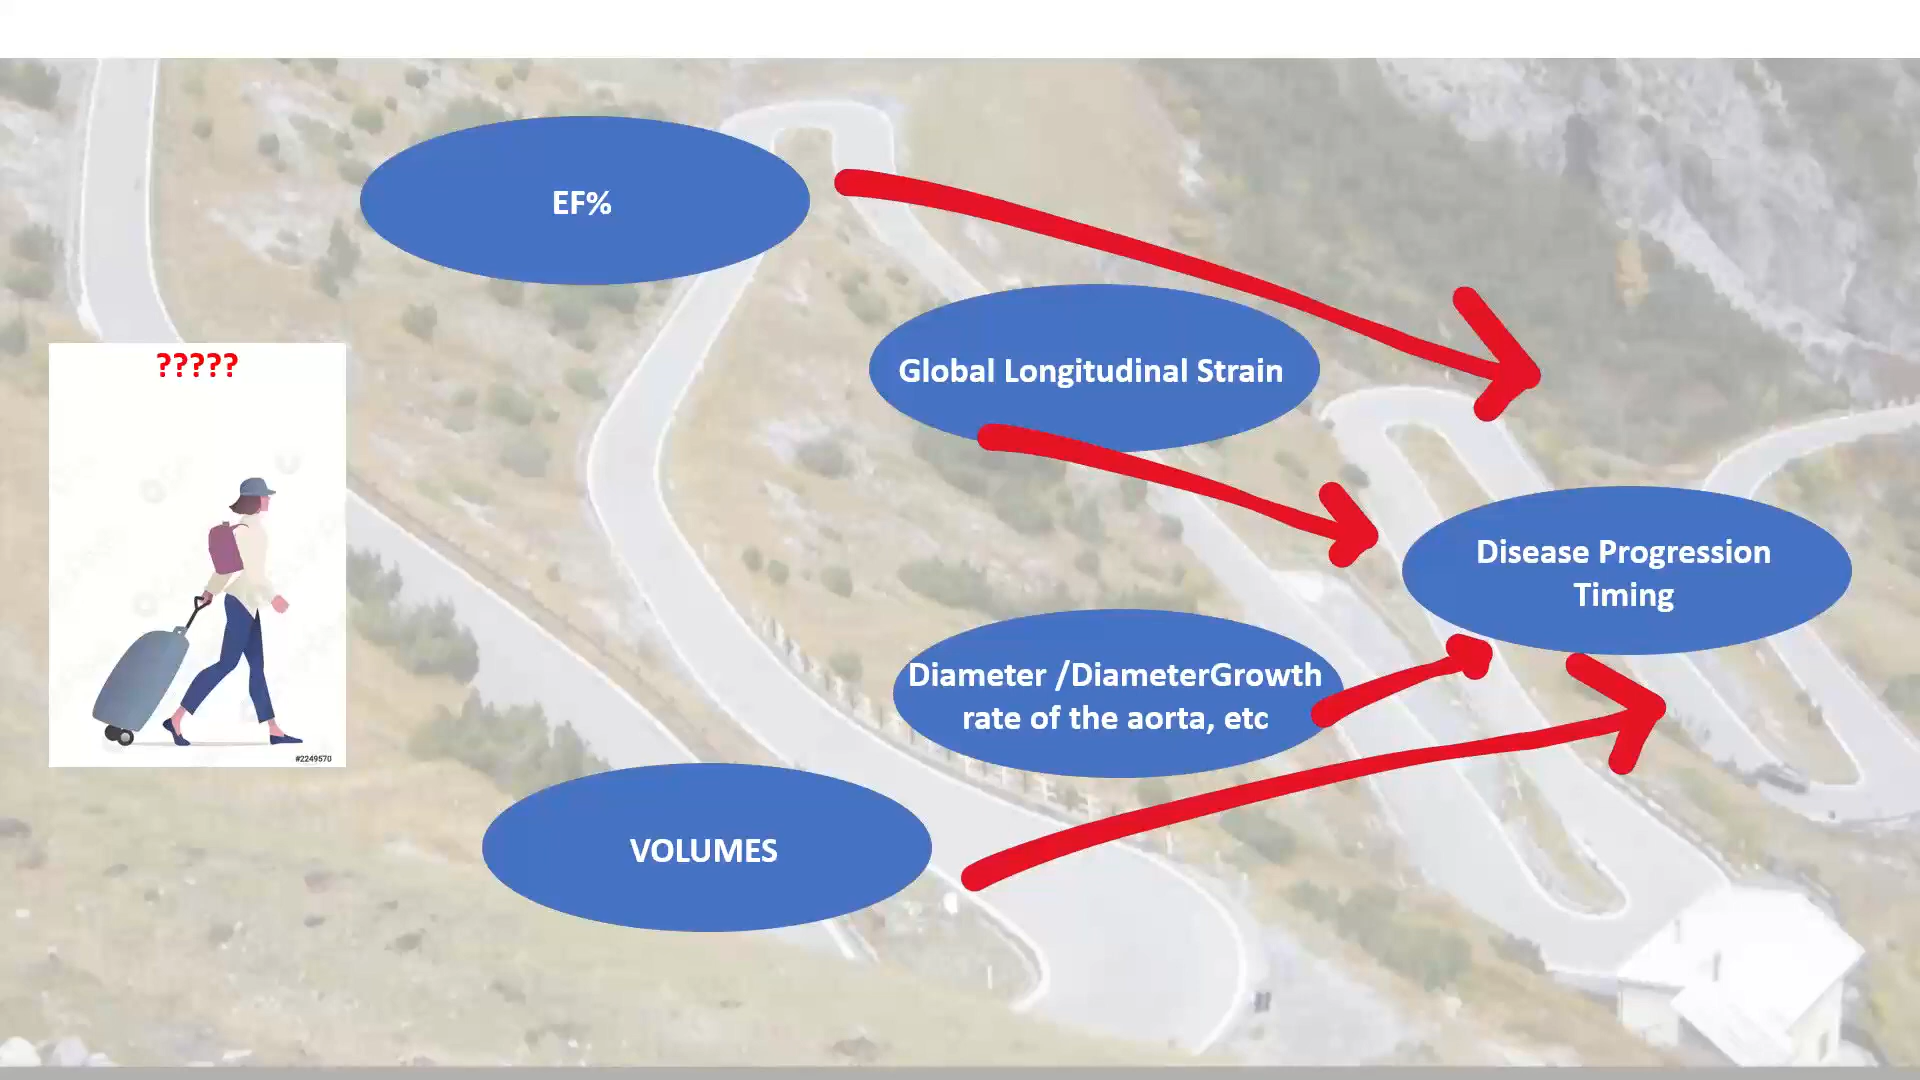 EF%
Global Longitudinal Strain
?????
Disease Progression
Timing
Diameter /DiameterGrowth
rate of the aorta, etc
#2249570
VOLUMES